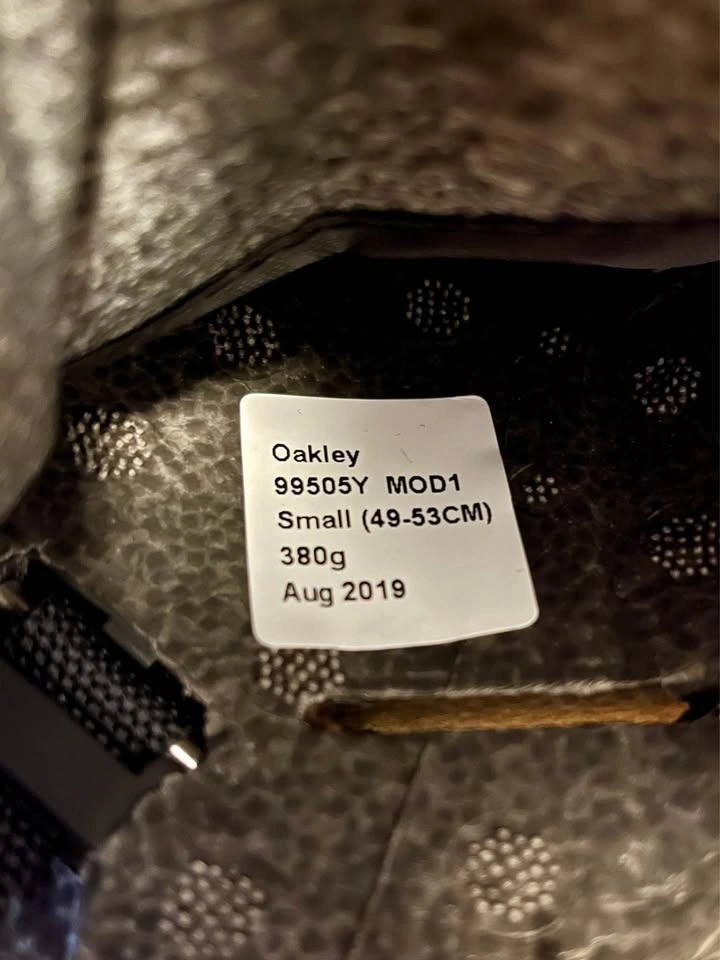 Oakley
99505Y MOD1
Small (49-53CM)
380g
Aug 2019